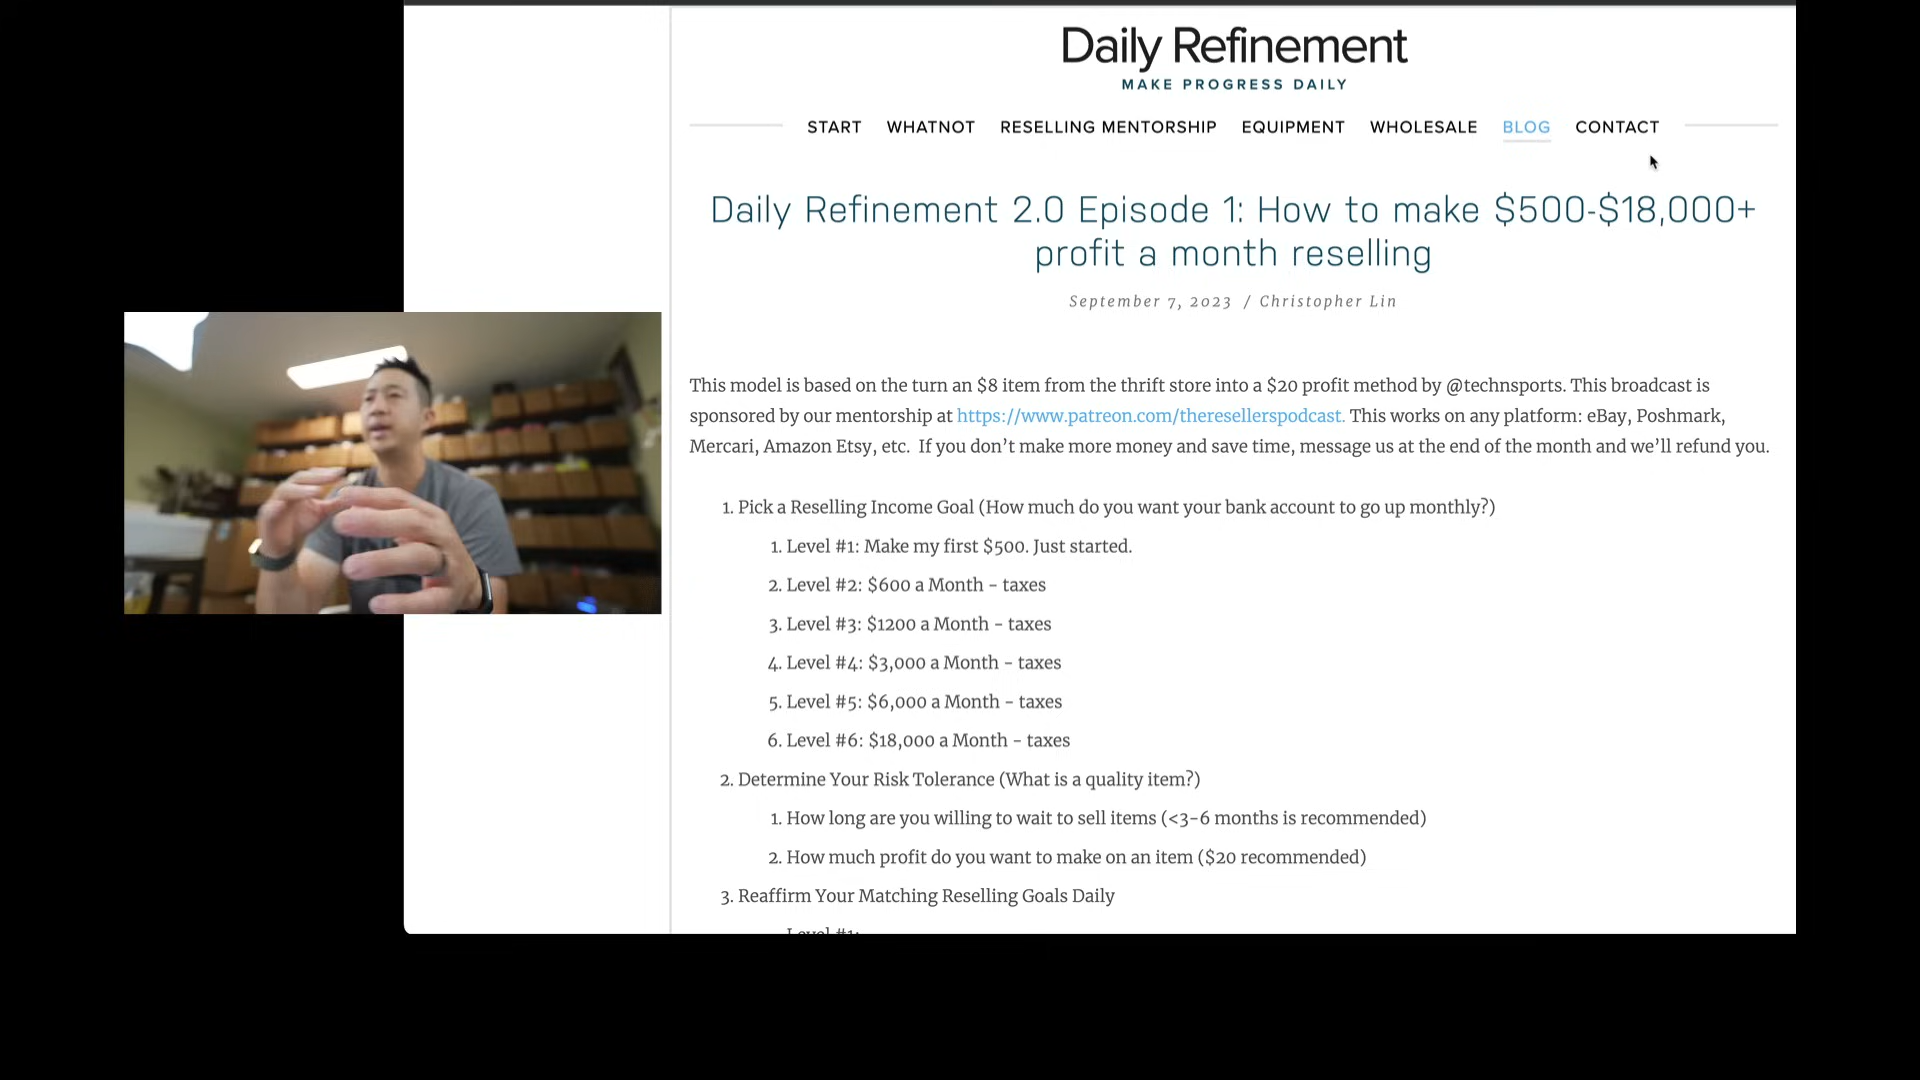 Daily Refinement
MAKE PROGRESS DAILY
START WHATNOT RESELLING MENTORSHIP EQUIPMENT WHOLESALE BLOG CONTACT
Daily Refinement 2.0 Episode 1: How to make $500-$18,000+
profit a month reselling
September 7, 2023 / Christopher Lin
This model is based on the turn an $8 item from the thrift store into a $20 profit method by @technsports. This broadcast is
sponsored by our mentorship at https://www.patreon.com/theresellerspodcast. This works on any platform: eBay, Poshmark,
Mercari, Amazon Etsy, etc. If you don’t make more money and save time, message us at the end of the month and we’ll refund you.
1. Pick a Reselling Income Goal (How much do you want your bank account to go up monthly?)
1. Level #1: Make my first $500. Just started.
2. Level #2: $600 a Month - taxes
3. Level #3: $1200 a Month - taxes
4. Level #4: $3,000 a Month - taxes
5. Level #5: $6,000 a Month - taxes
6. Level #6: $18,000 a Month - taxes
2. Determine Your Risk Tolerance (What is a quality item?)
1. How long are you willing to wait to sell items (<3-6 months is recommended)
2. How much profit do you want to make on an item ($20 recommended)
3. Reaffirm Your Matching Reselling Goals Daily
Level #1: